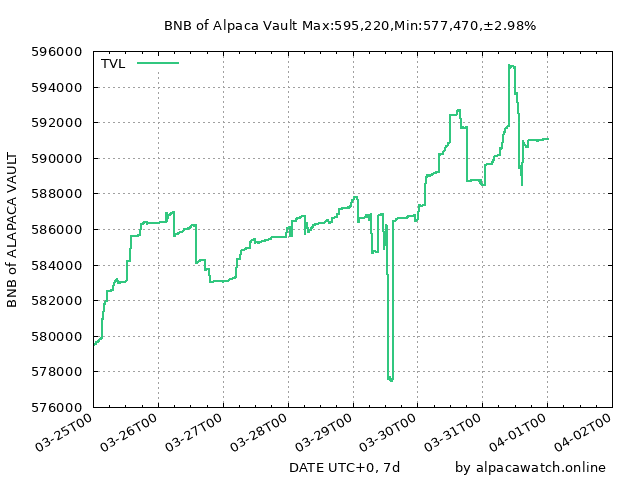 BNB of Alpaca Vault Max:595,220,Min:577,470,±2.98%
596000
TVL
594000
592000
590000
588000
586000
584000
582000
580000
578000
576000
BNB of ALAPACA VAULT
03-25T00
03-26T00
03-27T00
03-28T00
03-29T00
03-30T00
03-31T00
04-01T00
04-02T00
DATE UTC+0, 7d
by alpacawatch.online